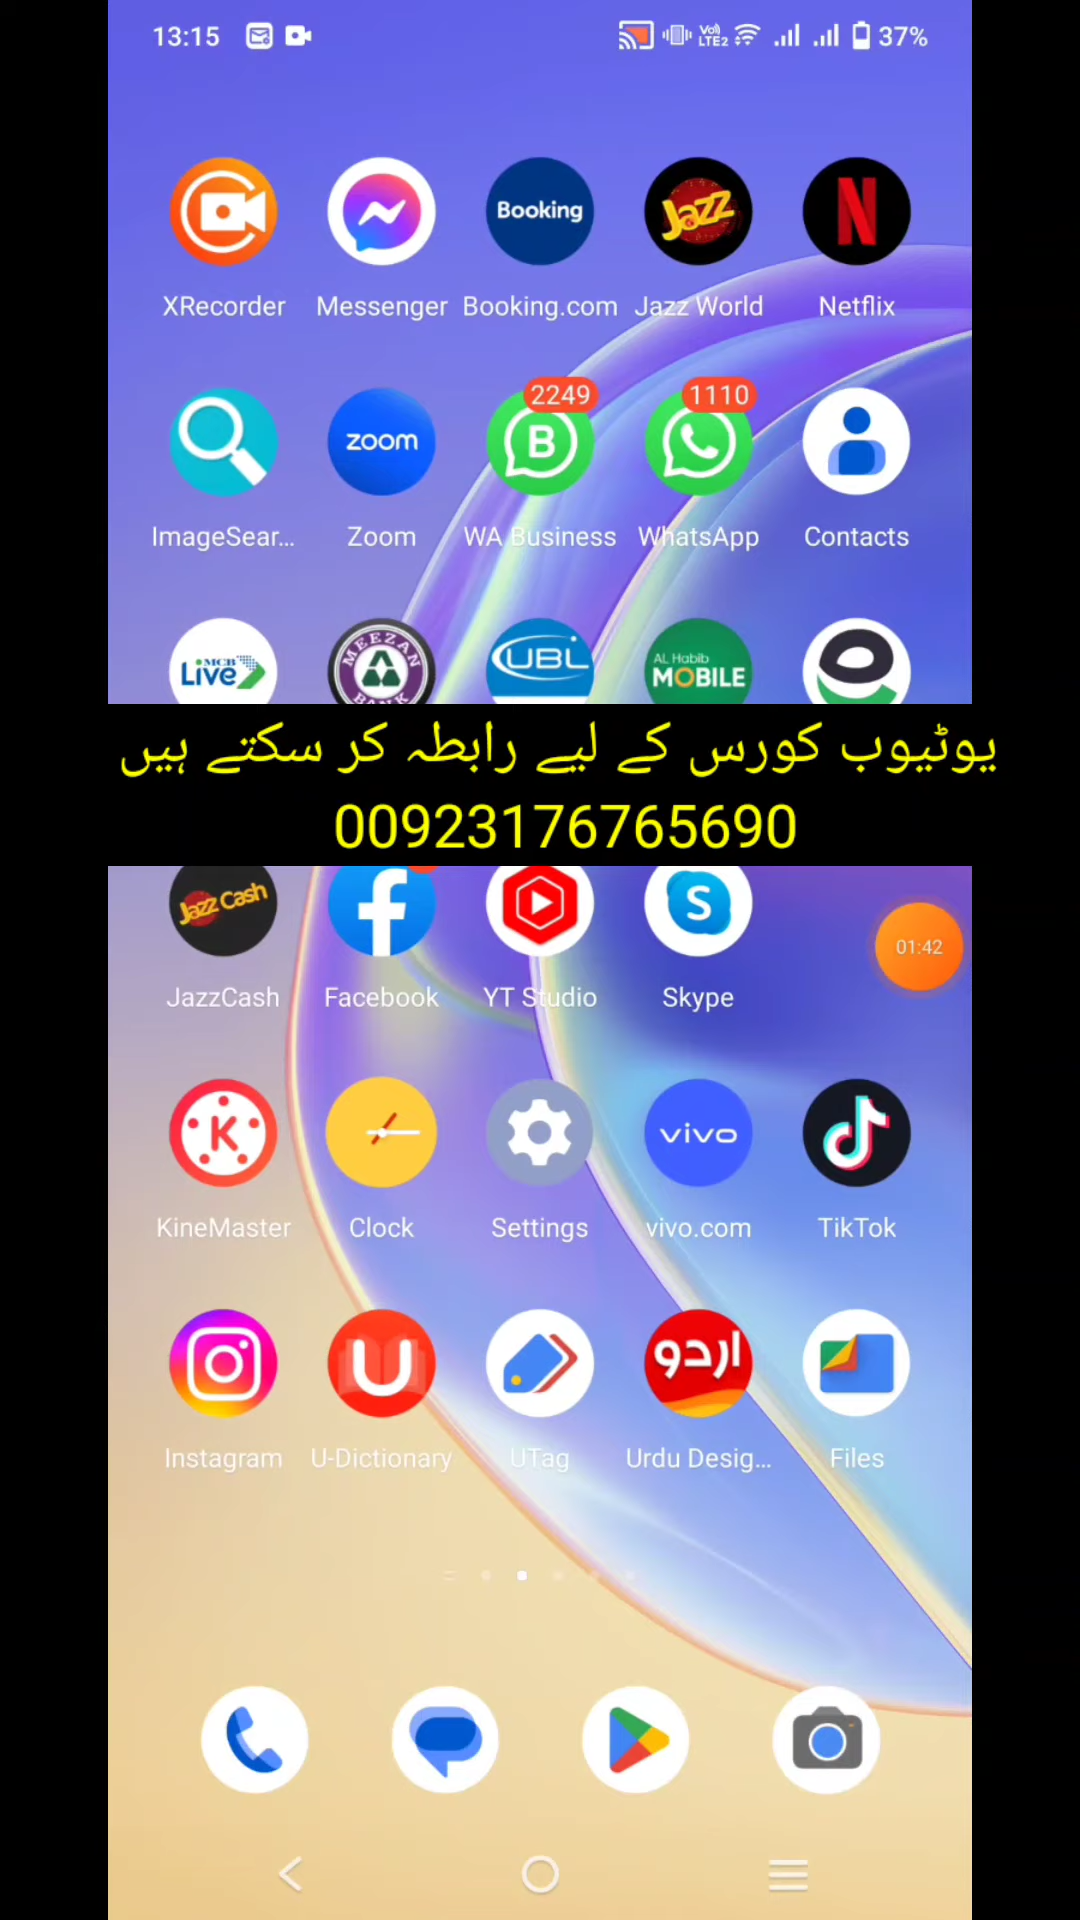 13:15 Vo) LTE2 37%
Booking Jazz N
XRecorder Messenger Booking.com Jazz World Netflix
2249 1110
zoom B
ImageSear... Zoom WA Business WhatsApp Contacts
MCB Live MEEZAN BANK UBL AL Habib MOBILE
یوٹیوب کورس کے لیے رابطہ کر سکتے ہیں
00923176765690
Jazz Cash f S 01:42
JazzCash Facebook YT Studio Skype
K vivo
KineMaster Clock Settings vivo.com TikTok
U اردو
Instagram U-Dictionary UTag Urdu Desig... Files